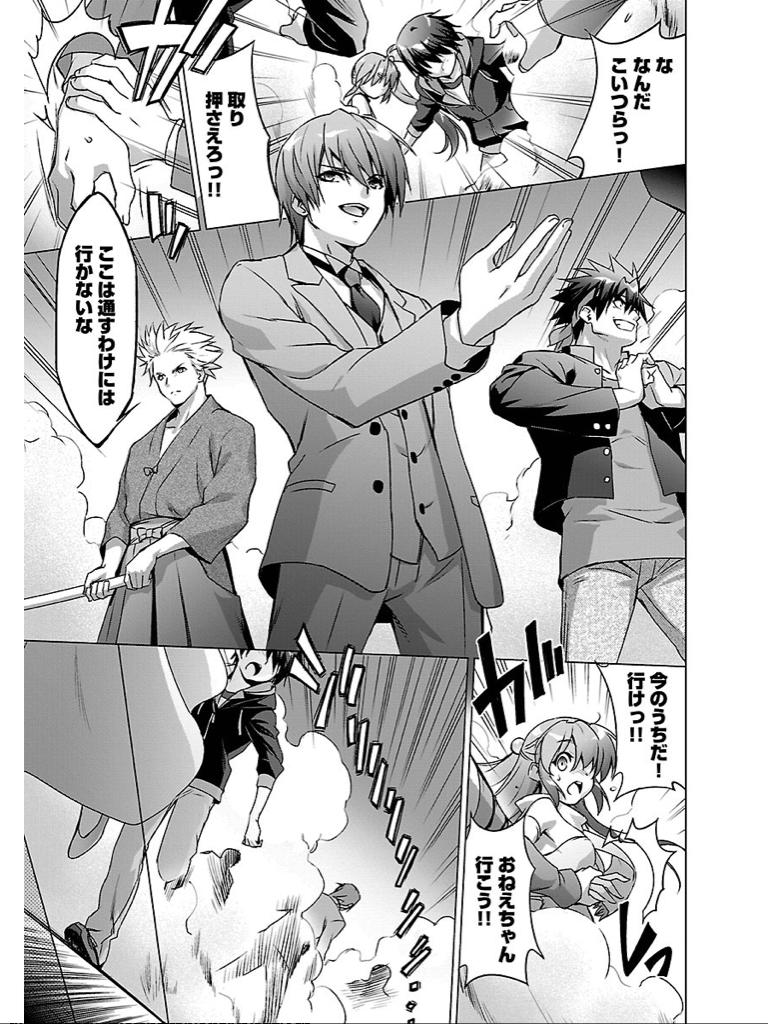 な
なんだ
こいつらっ！
取り
押さえろっ!!
ここは通すわけには
行かないな
今のうちだ！
行けっ!!
おねえちゃん
行こう!!